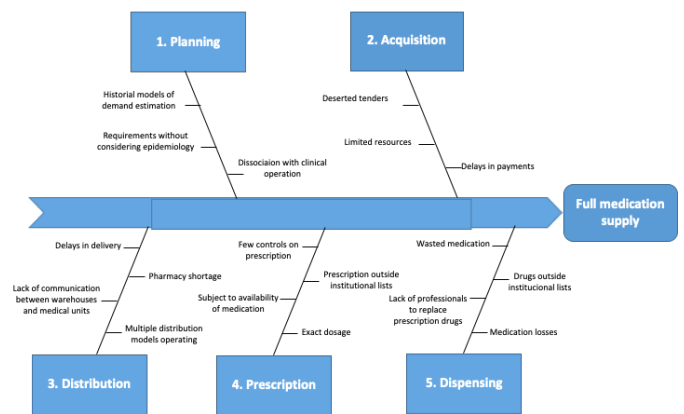 1. Planning
2. Acquisition
Historial models of
demand estimation
Requirements without
considering epidemiology
Dissociaion with clinical
operation
Deserted tenders
Limited resources
Delays in payments
Full medication
supply
Delays in delivery
Pharmacy shortage
Lack of communication
between warehouses
and medical units
Multiple distribution
models operating
3. Distribution
Few controls on
prescription
Prescription outside
institutional lists
Subject to availability
of medication
Exact dosage
4. Prescription
Wasted medication
Drugs outside
institucional lists
Lack of professionals
to replace
prescription drugs
Medication losses
5. Dispensing